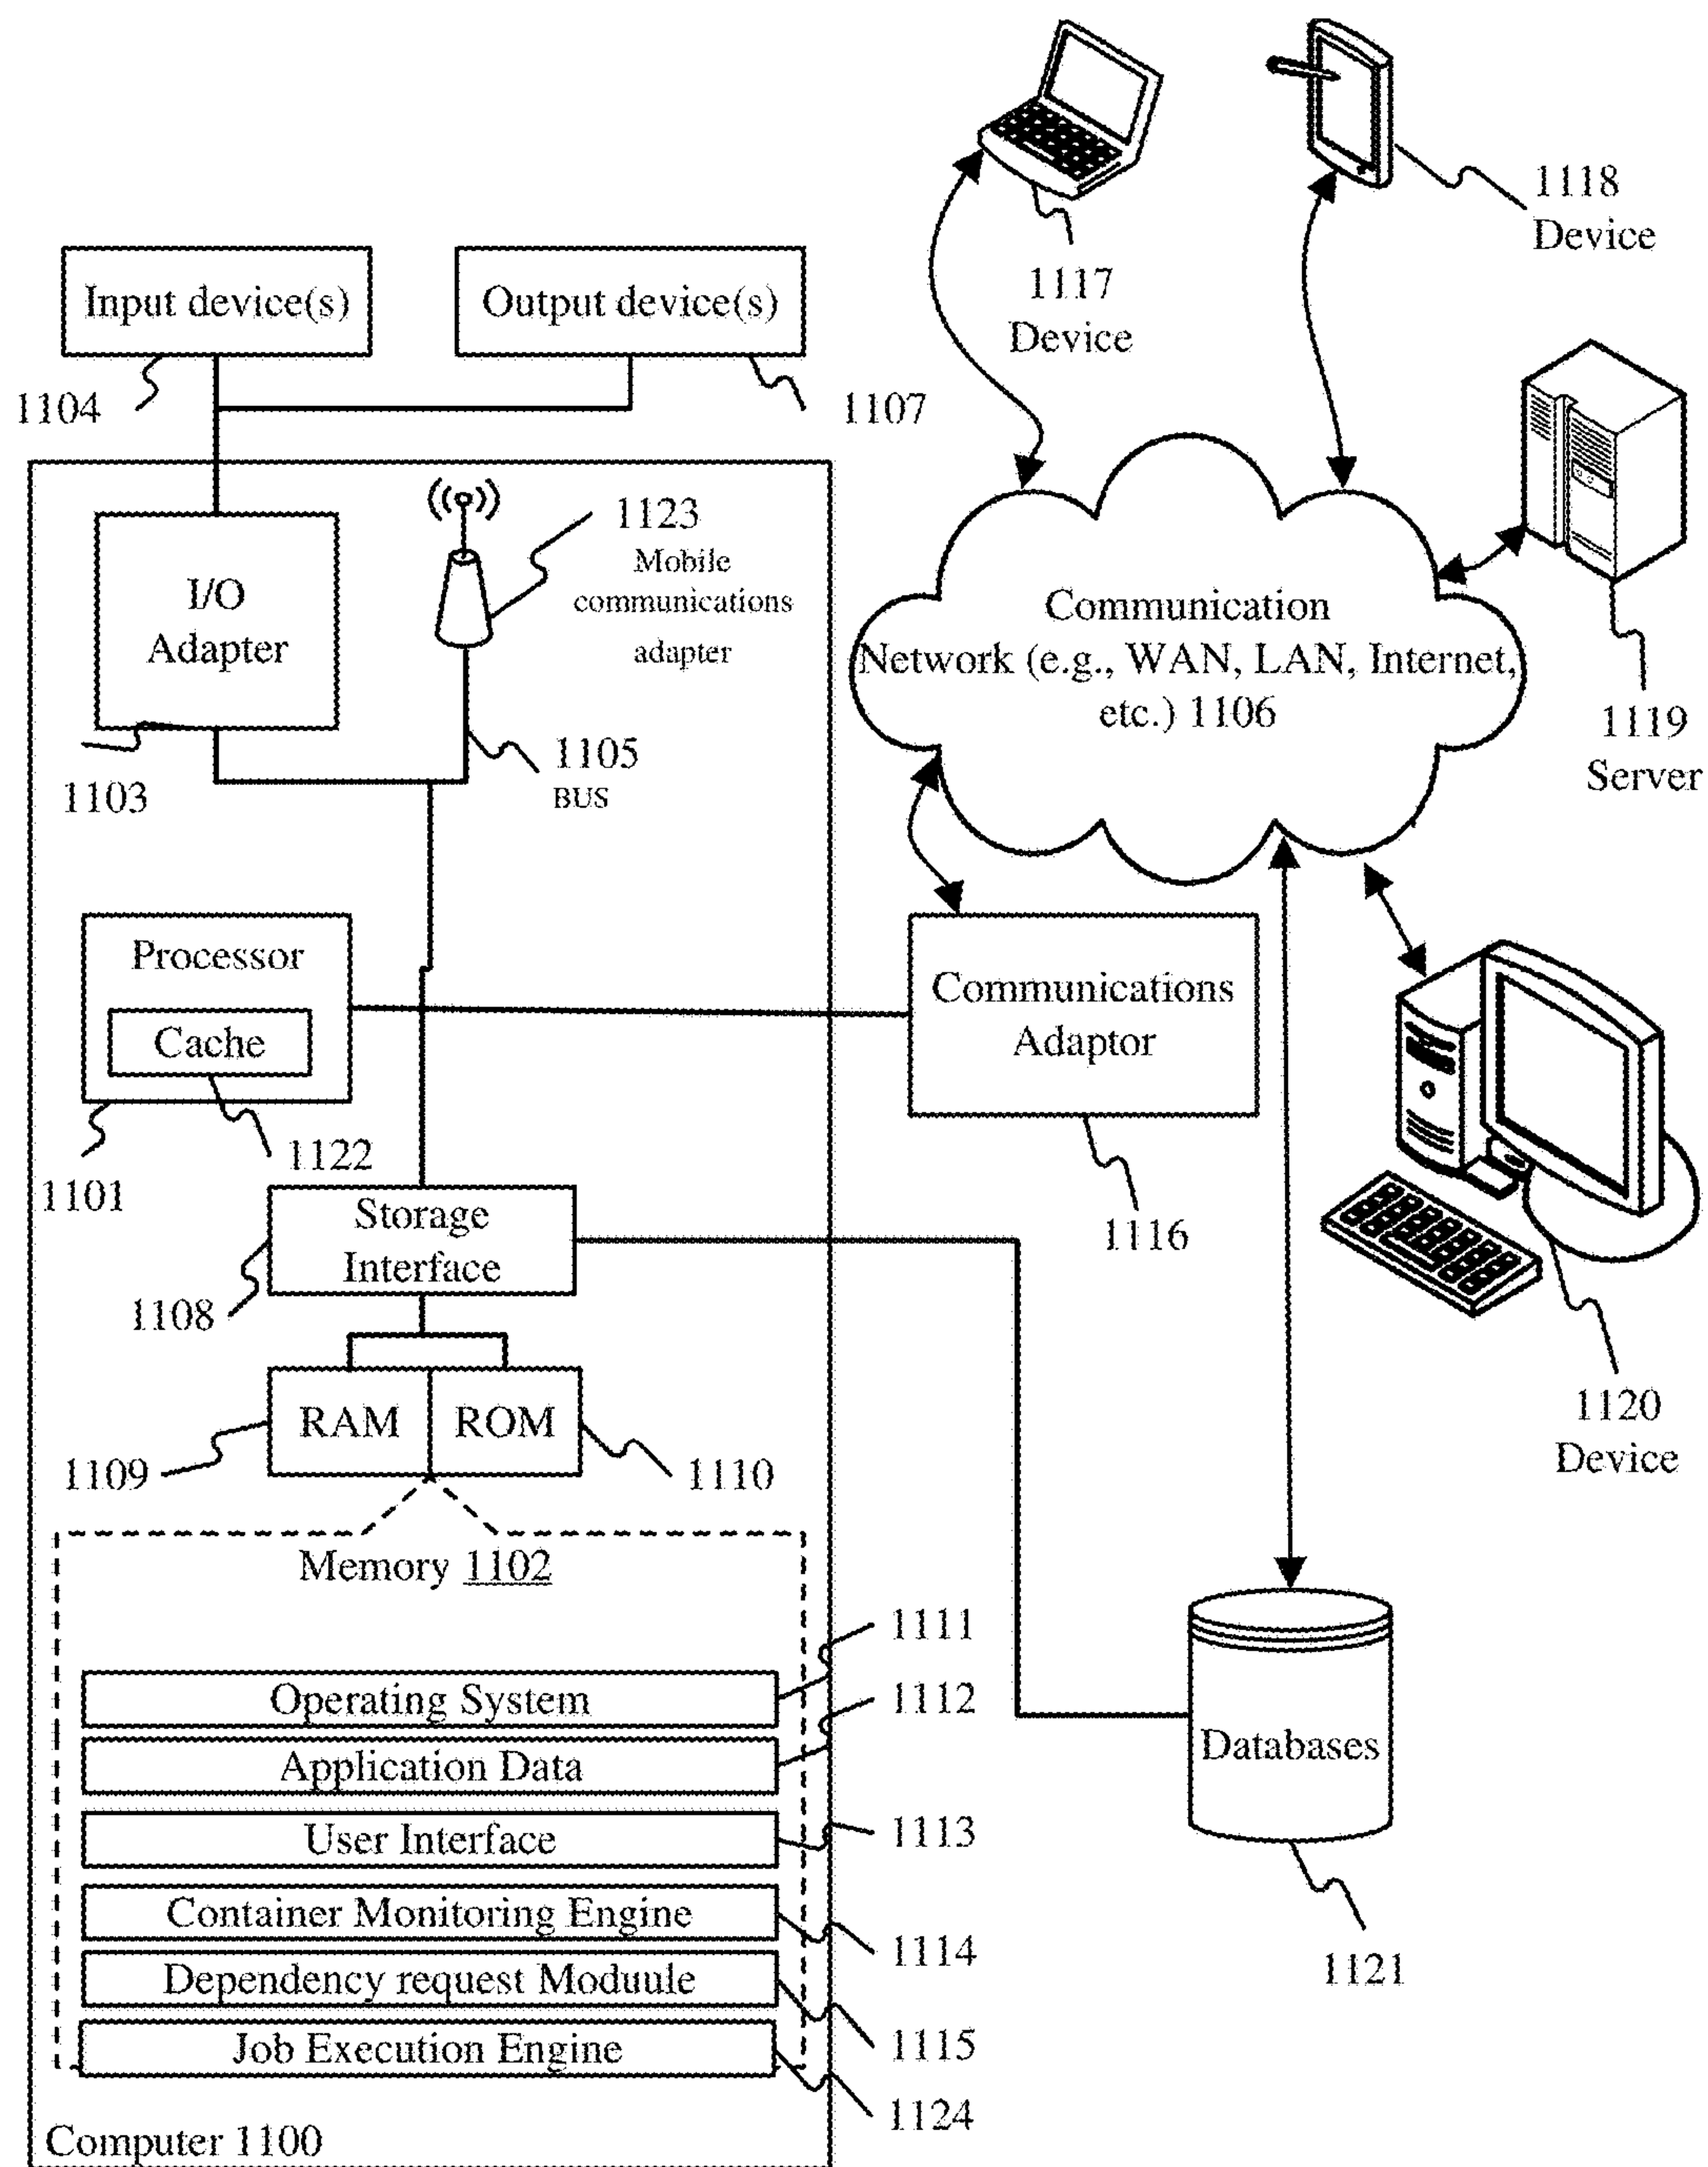 1118
Device
1117
Device
Input device(s)
Output device(s)
1104
1107
1123
Mobile
communications
adapter
I/O
Adapter
Communication
Network (e.g., WAN, LAN, Internet,
etc.) 1106
1119
Server
1105
BUS
1103
Processor
Cache
Communications
Adaptor
1122
1101
Storage
Interface
1116
1108
RAM
ROM
1109
1110
1120
Device
Memory 1102
1111
Operating System
1112
Application Data
Databases
User Interface
1113
Container Monitoring Engine
1114
1121
Dependency request Moduule
1115
Job Execution Engine
1124
Computer 1100